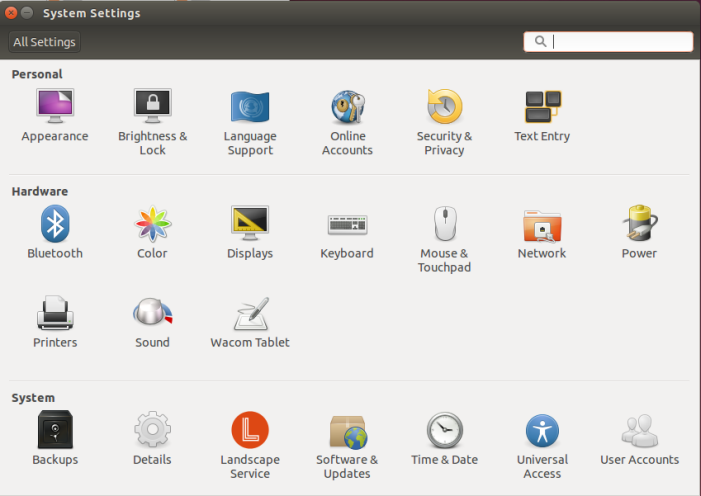 System Settings
All Settings
Personal
Appearance
Brightness &
Lock
Language
Support
Online
Accounts
Security &
Privacy
Text Entry
Hardware
Bluetooth
Color
Displays
Keyboard
Mouse &
Touchpad
Network
Power
Printers
Sound
Wacom Tablet
System
Backups
Details
Landscape
Service
Software &
Updates
Time & Date
Universal
Access
User Accounts